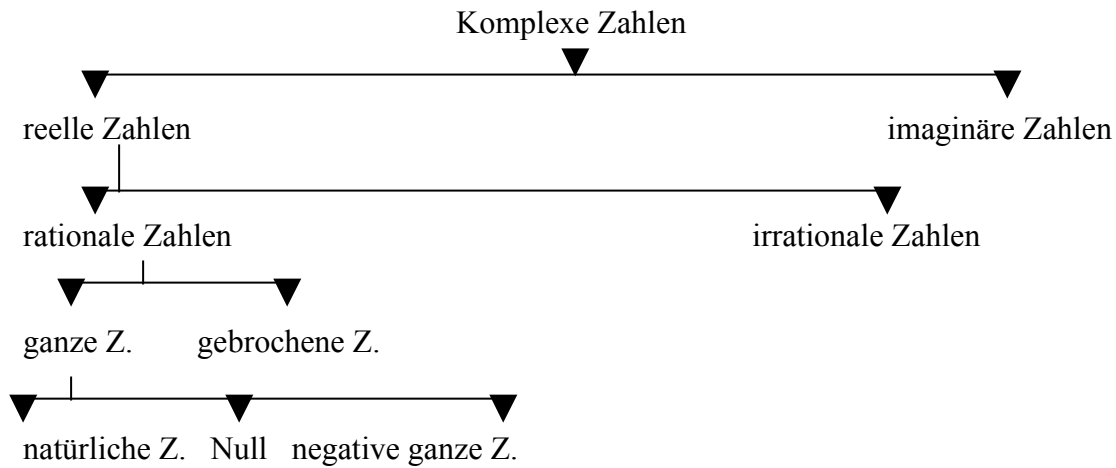 Komplexe Zahlen
reelle Zahlen imaginäre Zahlen
rationale Zahlen irrationale Zahlen
ganze Z. gebrochene Z.
natürliche Z. Null negative ganze Z.